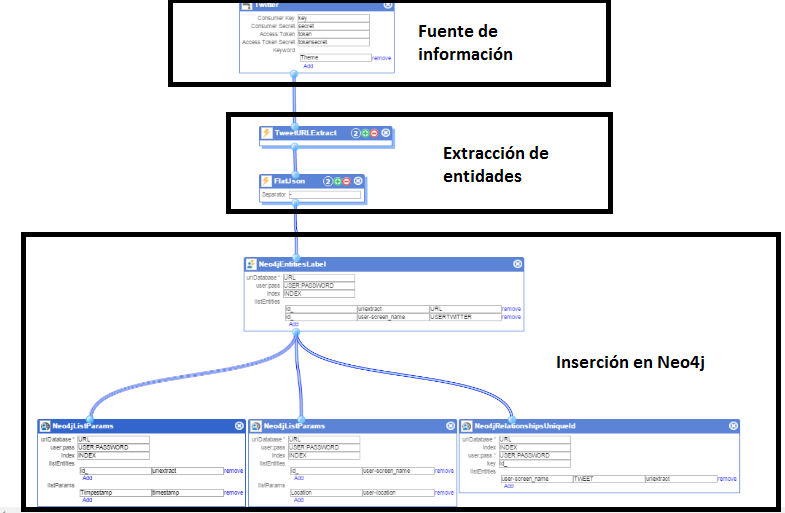 Twitter
Consumer Key key
Consumer Secret secret
Access Token token
Access Token Secret tokensecret
Keyword
Theme remove
Add
Fuente de
información
TweetURLExtract 2
FlatJson 2
Separator -
Extracción de
entidades
Neo4jEntitiesLabel
urlDatabase * URL
user:pass USER:PASSWORD
Index INDEX
listEntities
id_ urlextract URL remove
id_ user-screen_name USERTWITTER remove
Add
Inserción en Neo4j
Neo4jListParams
urlDatabase * URL
user:pass USER:PASSWORD
Index INDEX
listEntities
id_ urlextract remove
Add
listParams
Timpestamp timestamp remove
Add
Neo4jListParams
urlDatabase * URL
user:pass USER:PASSWORD
Index INDEX
listEntities
id_ user-screen_name remove
Add
listParams
Location user-location remove
Add
Neo4jRelationshipsUniqueId
urlDatabase * URL
Index INDEX
user:pass * USER:PASSWORD
key id_
listEntities
user-screen_name TWEET urlextract remove
Add